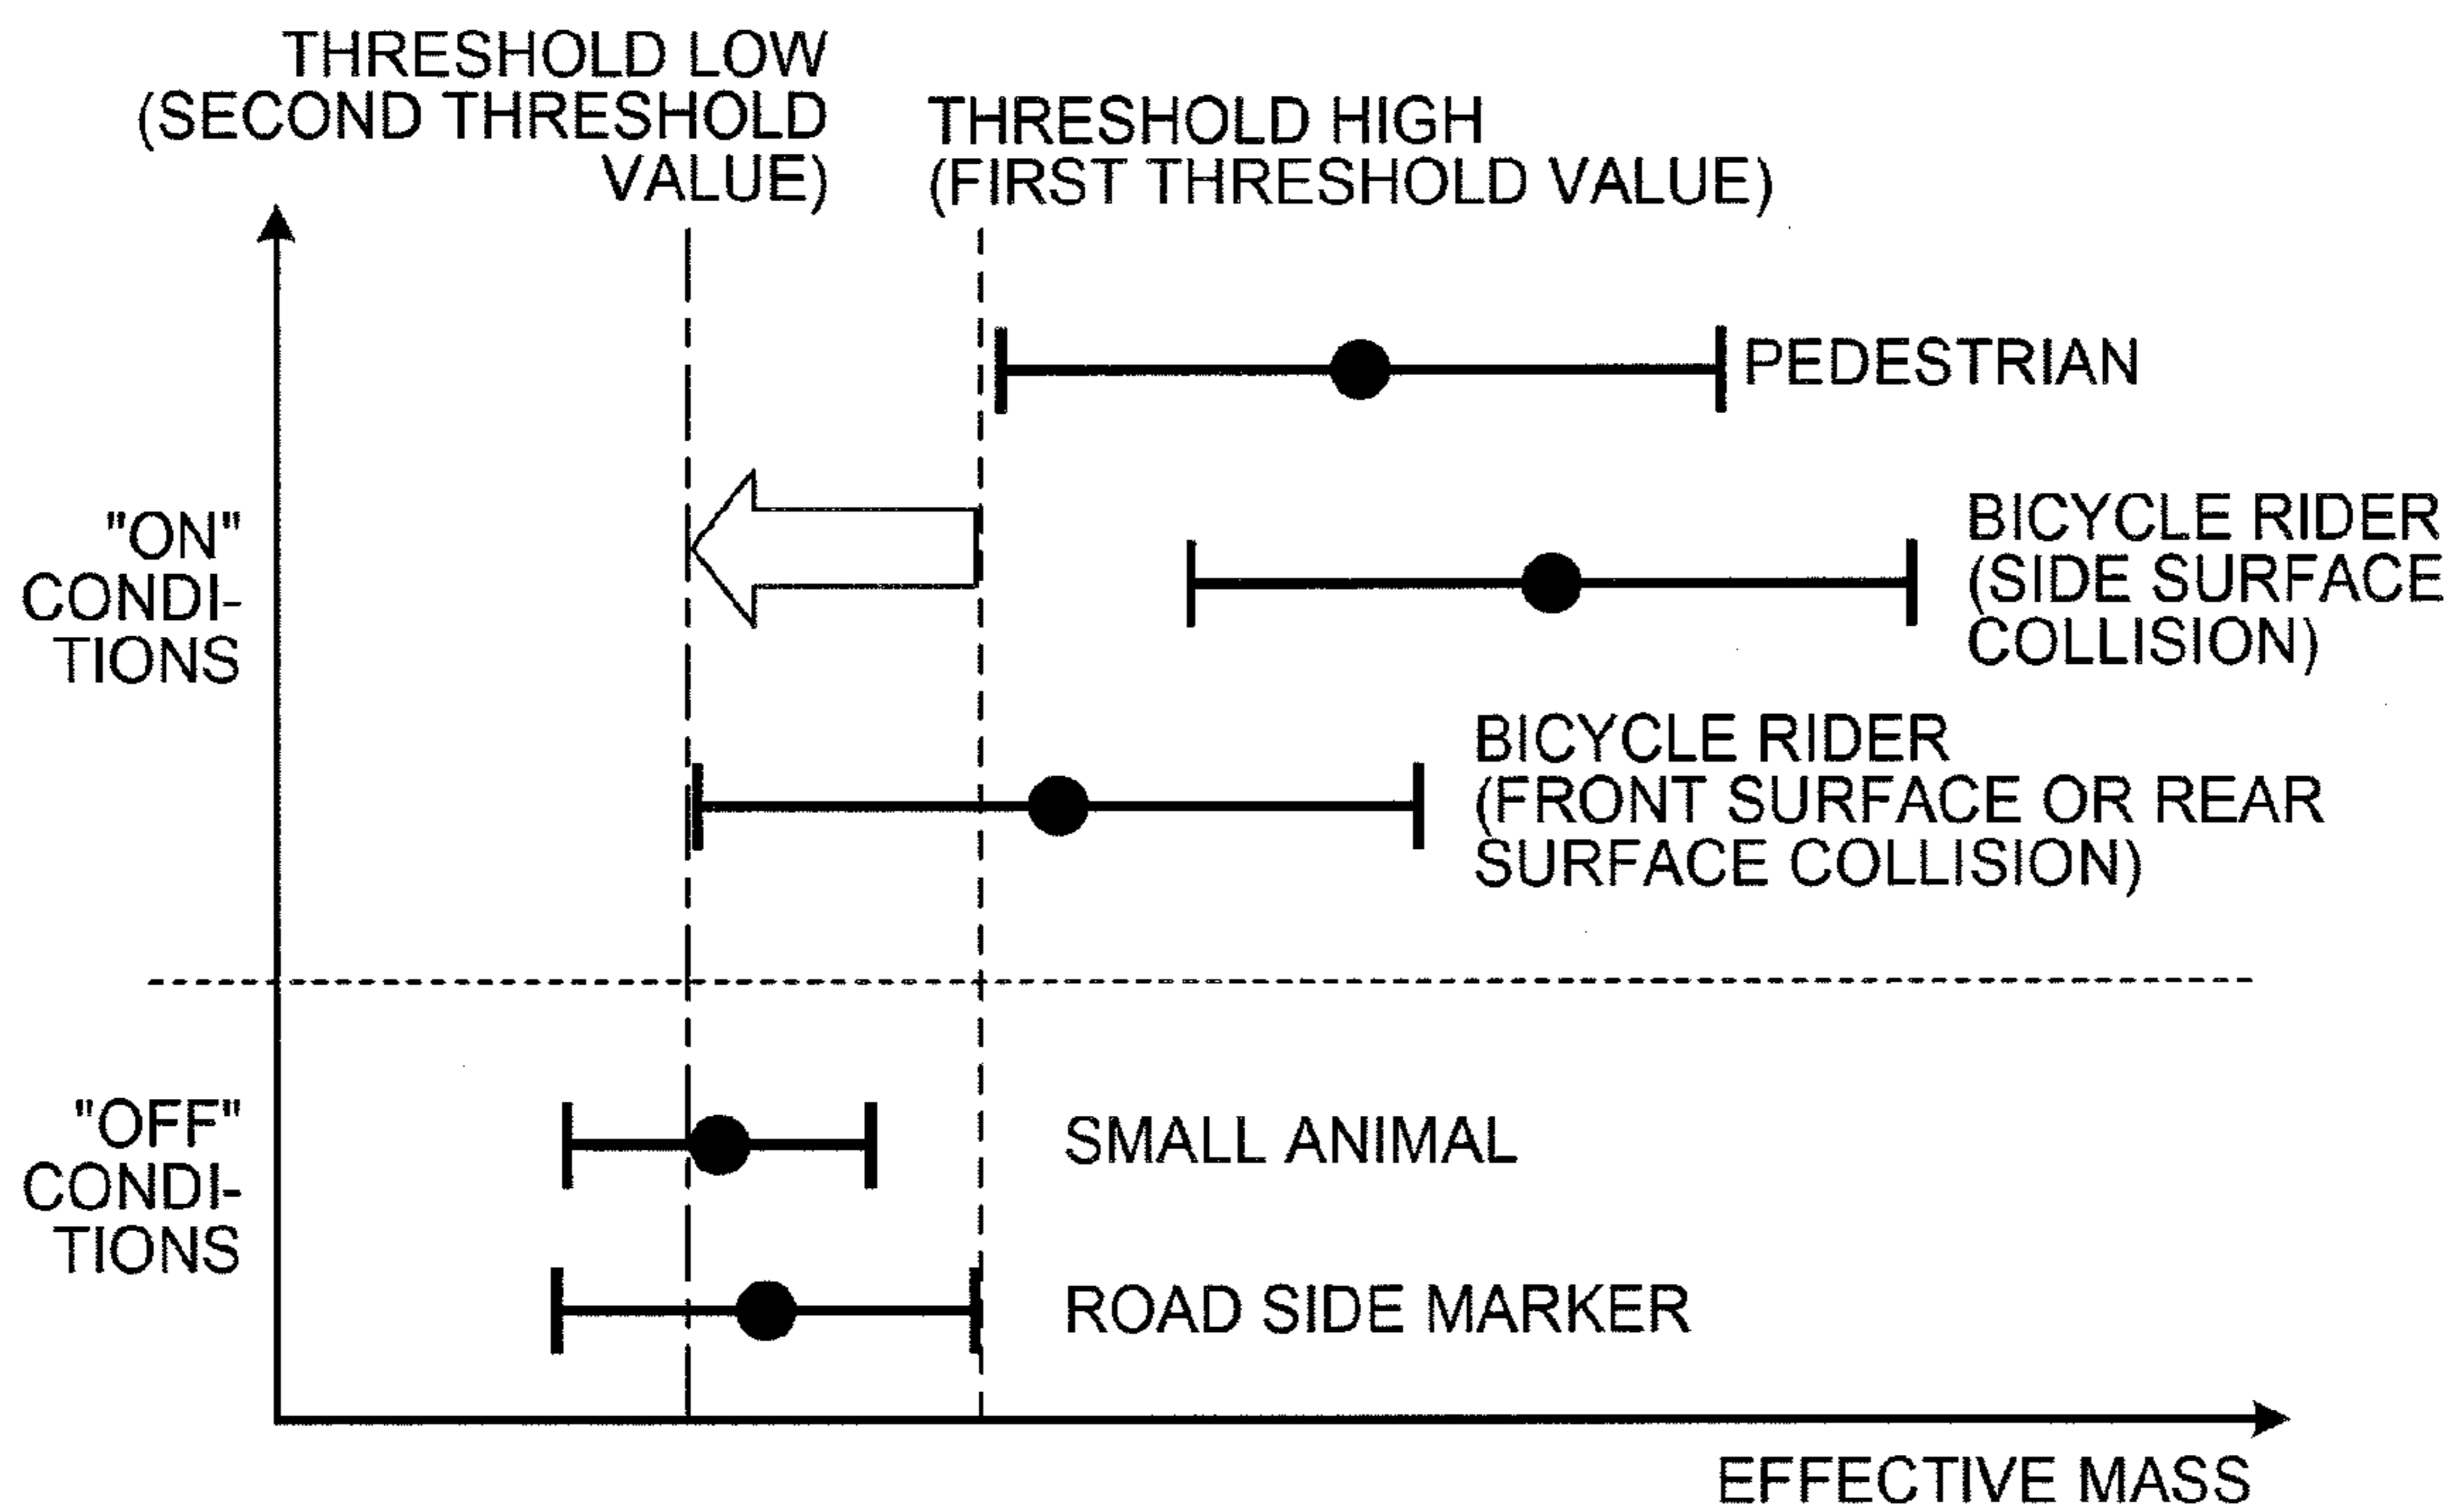 THRESHOLD LOW
(SECOND THRESHOLD
VALUE)
THRESHOLD HIGH
(FIRST THRESHOLD VALUE)
PEDESTRIAN
"ON"
CONDI-
TIONS
BICYCLE RIDER
(SIDE SURFACE
COLLISION)
BICYCLE RIDER
(FRONT SURFACE OR REAR
SURFACE COLLISION)
"OFF"
CONDI-
TIONS
SMALL ANIMAL
ROAD SIDE MARKER
EFFECTIVE MASS